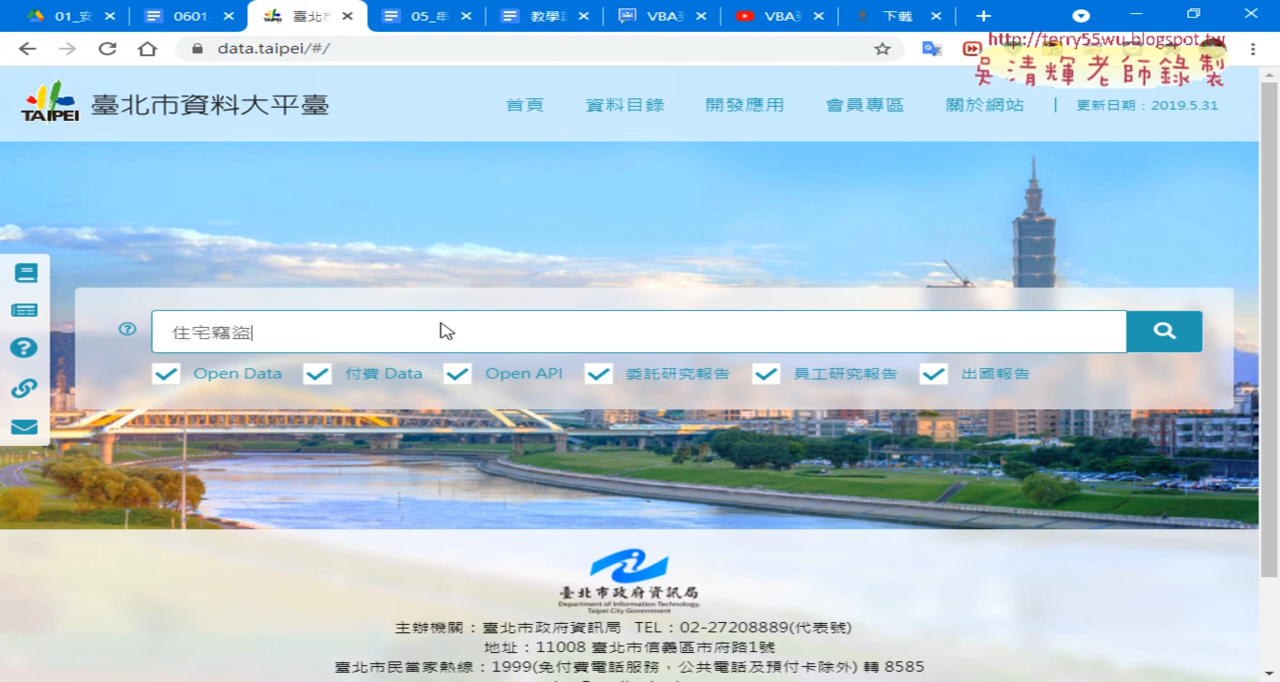 01_安
0601
臺北市
05_串
教學
VBA
VBA
下載
data.taipei/#/
http://terry55wu.blogspot.tw
吳清輝老師錄製
TAIPEI 臺北市資料大平臺
首頁 資料目錄 開發應用 會員專區 關於網站 | 更新日期：2019.5.31
住宅竊盜
Open Data 付費 Data Open API 委託研究報告 員工研究報告 出國報告
臺北市政府資訊局
Department of Information Technology,
Taipei City Government
主辦機關：臺北市政府資訊局 TEL：02-27208889(代表號)
地址：11008 臺北市信義區市府路1號
臺北市民當家熱線：1999(免付費電話服務，公共電話及預付卡除外) 轉 8585